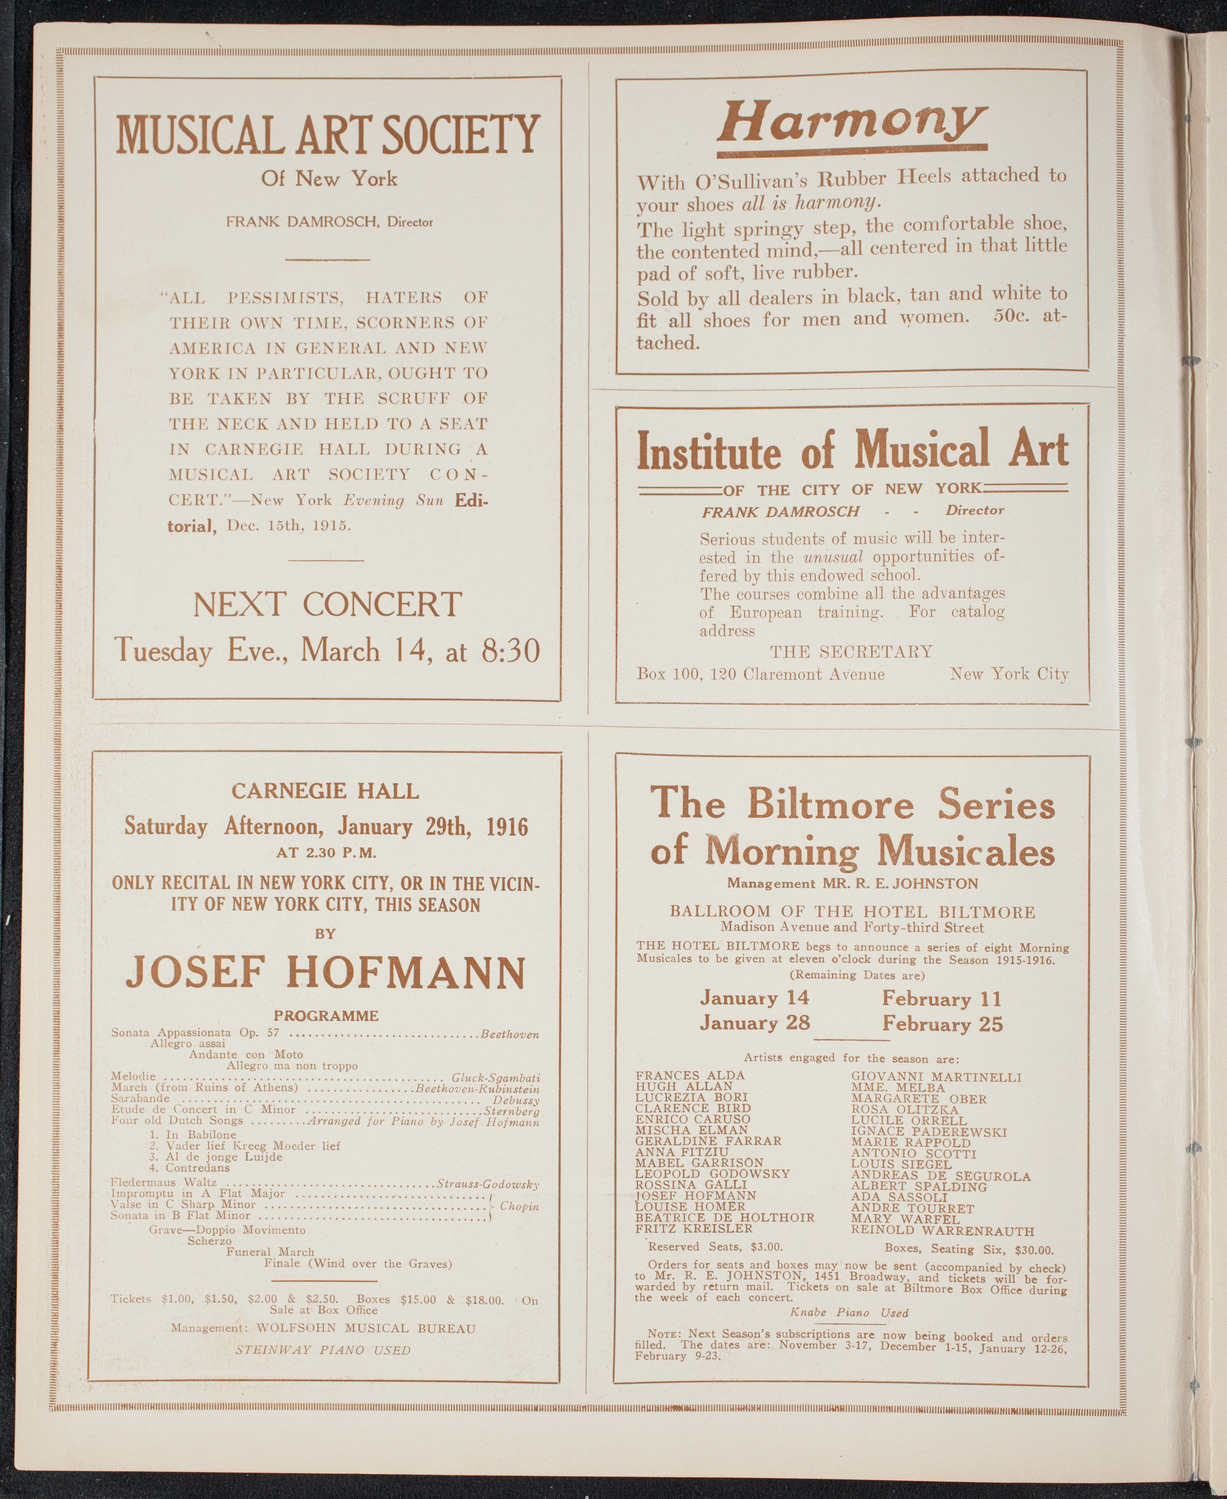 MUSICAL ART SOCIETY
Of New York
FRANK DAMROSCH, Director
"ALL PESSIMISTS, HATERS OF
THEIR OWN TIME, SCORNERS OF
AMERICA IN GENERAL AND NEW
YORK IN PARTICULAR, OUGHT TO
BE TAKEN BY THE SCRUFF OF
THE NECK AND HELD TO A SEAT
IN CARNEGIE HALL DURING A
MUSICAL ART SOCIETY CON-
CERT."—New York Evening Sun Edi-
torial, Dec. 15th, 1915.
NEXT CONCERT
Tuesday Eve., March 14, at 8:30
Harmony
With O'Sullivan's Rubber Heels attached to
your shoes all is harmony.
The light springy step, the comfortable shoe,
the contented mind,—all centered in that little
pad of soft, live rubber.
Sold by all dealers in black, tan and white to
fit all shoes for men and women. 50c. at-
tached.
Institute of Musical Art
OF THE CITY OF NEW YORK
FRANK DAMROSCH - - Director
Serious students of music will be inter-
ested in the unusual opportunities of-
fered by this endowed school.
The courses combine all the advantages
of European training. For catalog
address
THE SECRETARY
Box 100, 120 Claremont Avenue New York City
CARNEGIE HALL
Saturday Afternoon, January 29th, 1916
AT 2.30 P.M.
ONLY RECITAL IN NEW YORK CITY, OR IN THE VICIN-
ITY OF NEW YORK CITY, THIS SEASON
BY
JOSEF HOFMANN
PROGRAMME
Sonata Appassionata Op. 57 ..............................Beethoven
Allegro assai
Andante con Moto
Allegro ma non troppo
Melodie ........................................... Gluck-Sgambati
March (from Ruins of Athens) .................Beethoven-Rubinstein
Sarabande .............................................. Debussy
Etude de Concert in C Minor ...........................Sternberg
Four old Dutch Songs .........Arranged for Piano by Josef Hofmann
1. In Babilone
2. Vader lief Kreeg Moeder lief
3. Al de jonge Luijde
4. Contredans
Fledermaus Waltz ................................Strauss-Godowsky
Impromptu in A Flat Major .............................
Valse in C Sharp Minor .................................. Chopin
Sonata in B Flat Minor ...................................
Grave—Doppio Movimento
Scherzo
Funeral March
Finale (Wind over the Graves)
Tickets $1.00, $1.50, $2.00 & $2.50. Boxes $15.00 & $18.00. On
Sale at Box Office
Management: WOLFSOHN MUSICAL BUREAU
STEINWAY PIANO USED
The Biltmore Series
of Morning Musicales
Management MR. R. E. JOHNSTON
BALLROOM OF THE HOTEL BILTMORE
Madison Avenue and Forty-third Street
THE HOTEL BILTMORE begs to announce a series of eight Morning
Musicales to be given at eleven o'clock during the Season 1915-1916.
(Remaining Dates are)
January 14 February 11
January 28 February 25
Artists engaged for the season are:
FRANCES ALDA
HUGH ALLAN
LUCREZIA BORI
CLARENCE BIRD
ENRICO CARUSO
MISCHA ELMAN
GERALDINE FARRAR
ANNA FITZIU
MABEL GARRISON
LEOPOLD GODOWSKY
ROSSINA GALLI
JOSEF HOFMANN
LOUISE HOMER
BEATRICE DE HOLTHOIR
FRITZ KREISLER
GIOVANNI MARTINELLI
MME. MELBA
MARGARETE OBER
ROSA OLITZKA
LUCILE ORRELL
IGNACE PADEREWSKI
MARIE RAPPOLD
ANTONIO SCOTTI
LOUIS SIEGEL
ANDREAS DE SEGUROLA
ALBERT SPALDING
ADA SASSOLI
ANDRE TOURRET
MARY WARFEL
REINOLD WARRENRAUTH
Reserved Seats, $3.00. Boxes, Seating Six, $30.00.
Orders for seats and boxes may now be sent (accompanied by check)
to Mr. R. E. JOHNSTON, 1451 Broadway, and tickets will be for-
warded by return mail. Tickets on sale at Biltmore Box Office during
the week of each concert.
Knabe Piano Used
NOTE: Next Season's subscriptions are now being booked and orders
filled. The dates are: November 3-17, December 1-15, January 12-26,
February 9-23.